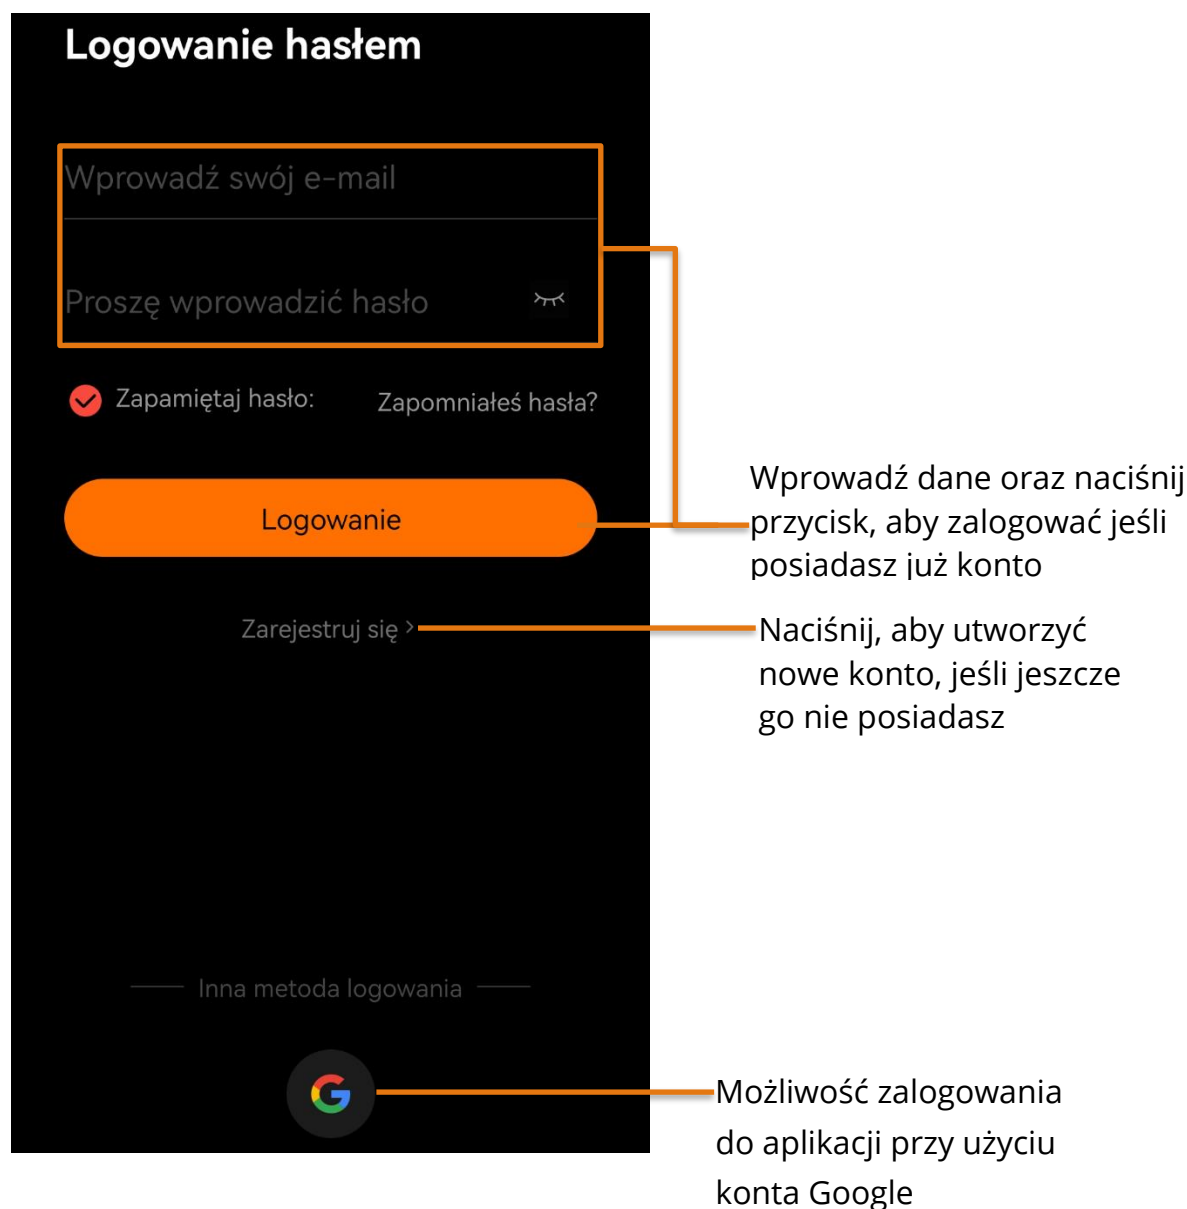 Logowanie hasłem
Wprowadź swój e-mail
Proszę wprowadzić hasło
Zapamiętaj hasło:
Zapomniałeś hasła?
Logowanie
Wprowadź dane oraz naciśnij
przycisk, aby zalogować jeśli
posiadasz już konto
Zarejestruj się >
Naciśnij, aby utworzyć
nowe konto, jeśli jeszcze
go nie posiadasz
Inna metoda logowania
G
Możliwość zalogowania
do aplikacji przy użyciu
konta Google